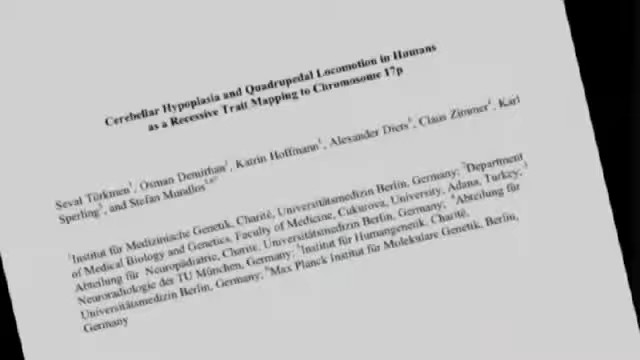 Cerebellar Hypoplasia and Quadrupedal Locomotion in Humans
as a Recessive Trait Mapping to Chromosome 17p
Seval Türkmen¹, Osman Demirhan², Katrin Hoffmann¹, Alexander Diers³, Claus Zimmer⁴, Karl
Sperling⁵, and Stefan Mundlos¹,⁶
¹Institut für Medizinische Genetik, Charité, Universitätsmedizin Berlin, Germany; ²Department
of Medical Biology and Genetics, Faculty of Medicine, Cukurova, University, Adana, Turkey; ³
Abteilung für Neuropädiatrie, Charité, Universitätsmedizin Berlin, Germany; ⁴Abteilung für
Neuroradiologie der TU München, Germany; ⁵Institut für Humangenetik, Charité,
Universitätsmedizin Berlin, Germany; ⁶Max Planck Institut für Molekulare Genetik, Berlin,
Germany